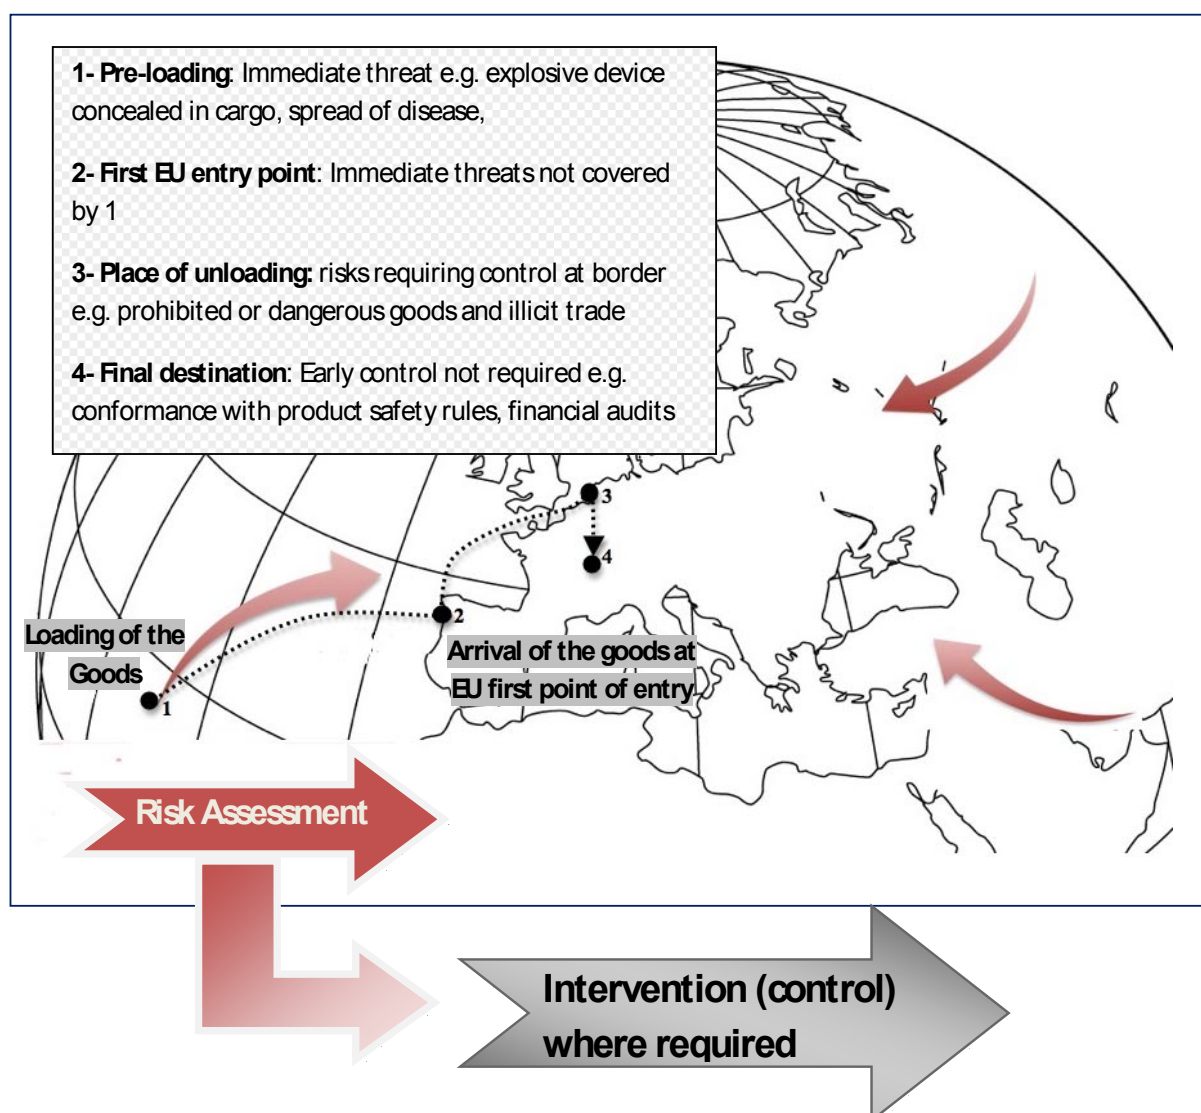 1- Pre-loading: Immediate threat e.g. explosive device
concealed in cargo, spread of disease,
2- First EU entry point: Immediate threats not covered
by 1
3- Place of unloading: risks requiring control at border
e.g. prohibited or dangerous goods and illicit trade
4- Final destination: Early control not required e.g.
conformance with product safety rules, financial audits
3
4
2
Loading of the
Goods
1
Arrival of the goods at
EU first point of entry
Risk Assessment
Intervention (control)
where required